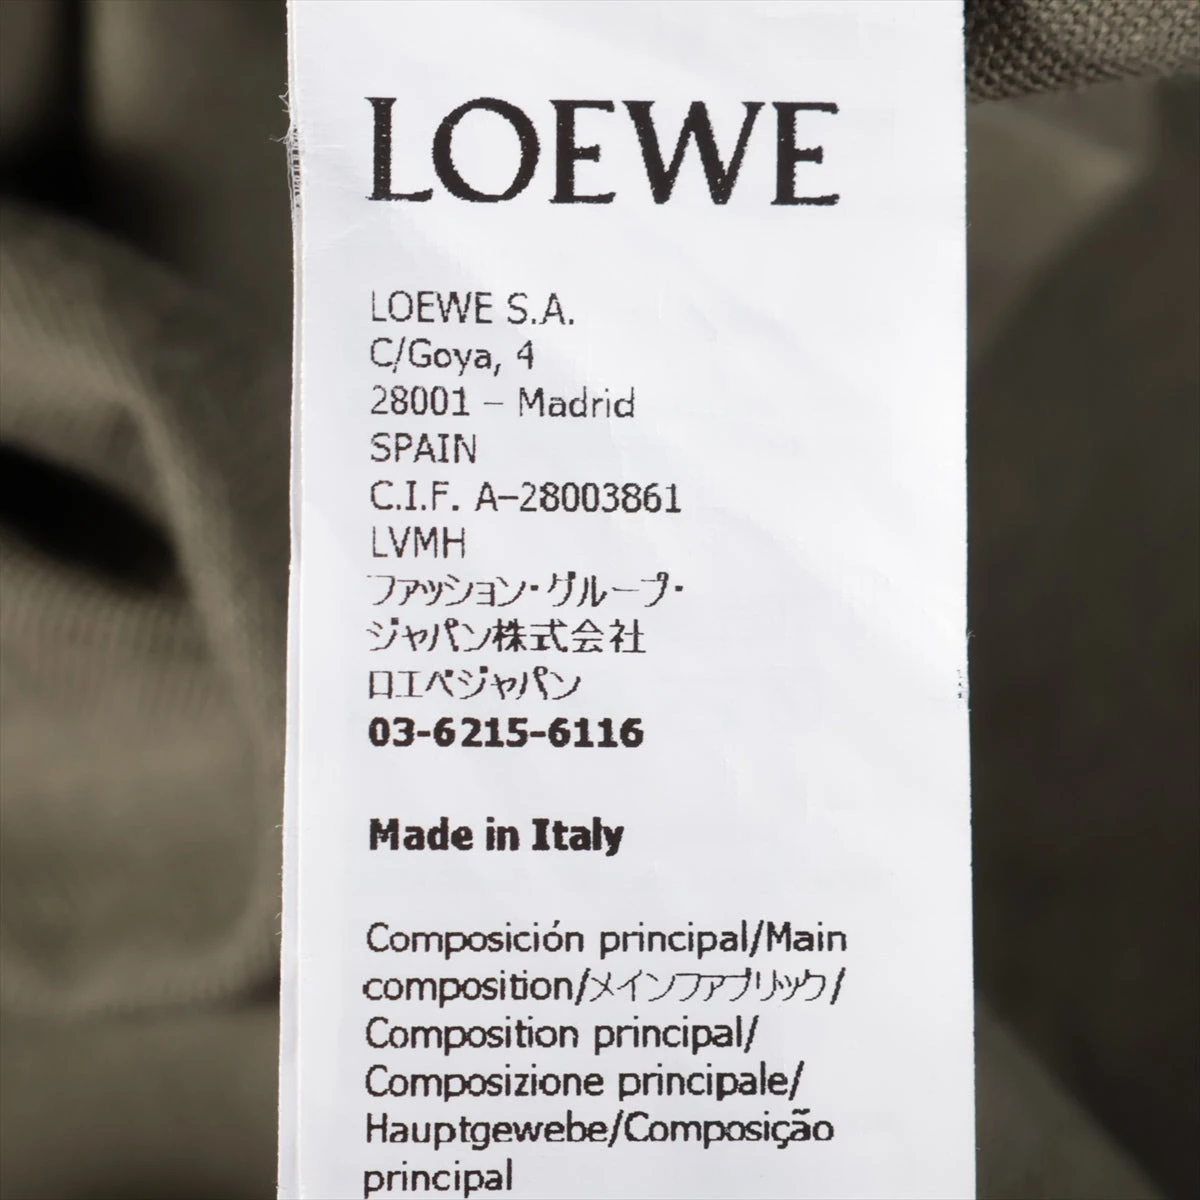 LOEWE
LOEWE S.A.
C/Goya, 4
28001 – Madrid
SPAIN
C.I.F. A-28003861
LVMH
ファッション・グループ・
ジャパン株式会社
ロエベジャパン
03-6215-6116
Made in Italy
Composición principal/Main
composition/メインファブリック/
Composition principal/
Composizione principale/
Hauptgewebe/Composição
principal